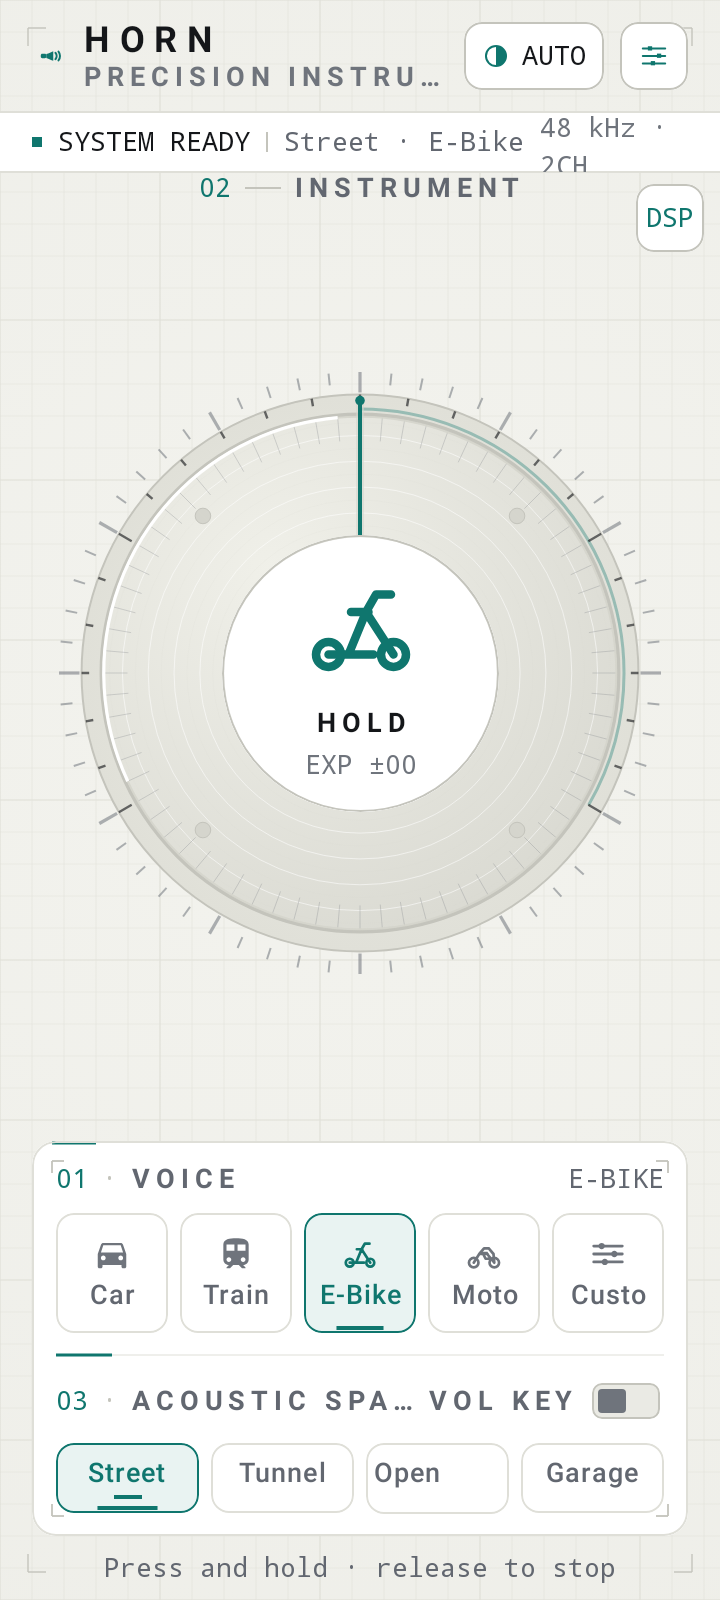 HORN
PRECISION INSTRU…
AUTO
SYSTEM READY
Street · E-Bike
48 kHz ·
2CH
02 INSTRUMENT
DSP
HOLD
EXP ±00
01 · VOICE
E-BIKE
Car
Train
E-Bike
Moto
Custo
03 · ACOUSTIC SPA…
VOL KEY
Street
Tunnel
Open
Garage
Press and hold · release to stop